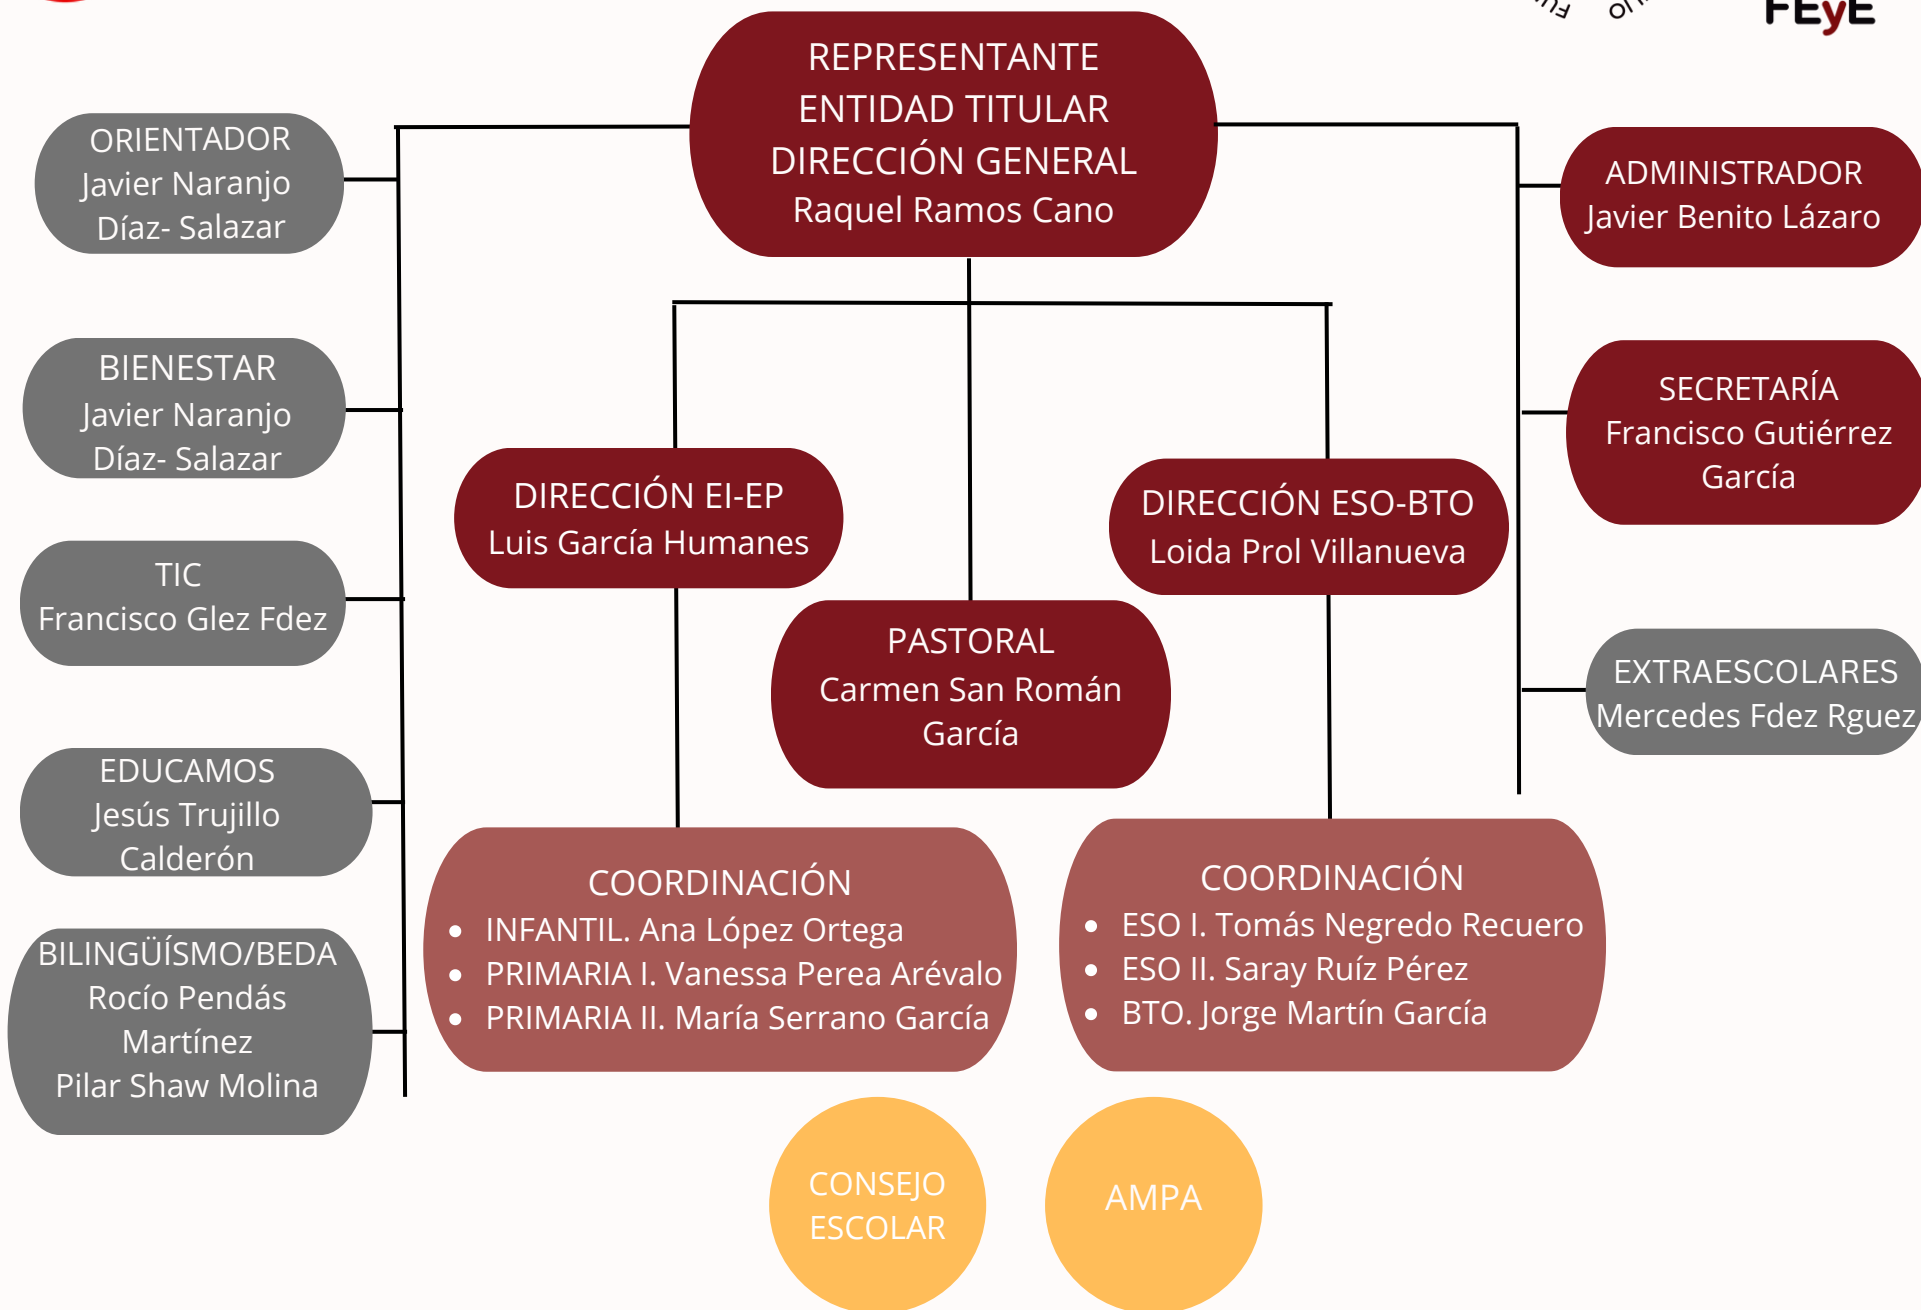 FEyE
REPRESENTANTE
ENTIDAD TITULAR
DIRECCIÓN GENERAL
Raquel Ramos Cano
ORIENTADOR
Javier Naranjo
Díaz- Salazar
ADMINISTRADOR
Javier Benito Lázaro
BIENESTAR
Javier Naranjo
Díaz- Salazar
SECRETARÍA
Francisco Gutiérrez
García
DIRECCIÓN EI-EP
Luis García Humanes
DIRECCIÓN ESO-BTO
Loida Prol Villanueva
TIC
Francisco Glez Fdez
PASTORAL
Carmen San Román
García
EXTRAESCOLARES
Mercedes Fdez Rguez
EDUCAMOS
Jesús Trujillo
Calderón
COORDINACIÓN
• INFANTIL. Ana López Ortega
• PRIMARIA I. Vanessa Perea Arévalo
• PRIMARIA II. María Serrano García
COORDINACIÓN
• ESO I. Tomás Negredo Recuero
• ESO II. Saray Ruíz Pérez
• BTO. Jorge Martín García
BILINGÜÍSMO/BEDA
Rocío Pendás
Martínez
Pilar Shaw Molina
CONSEJO
ESCOLAR
AMPA